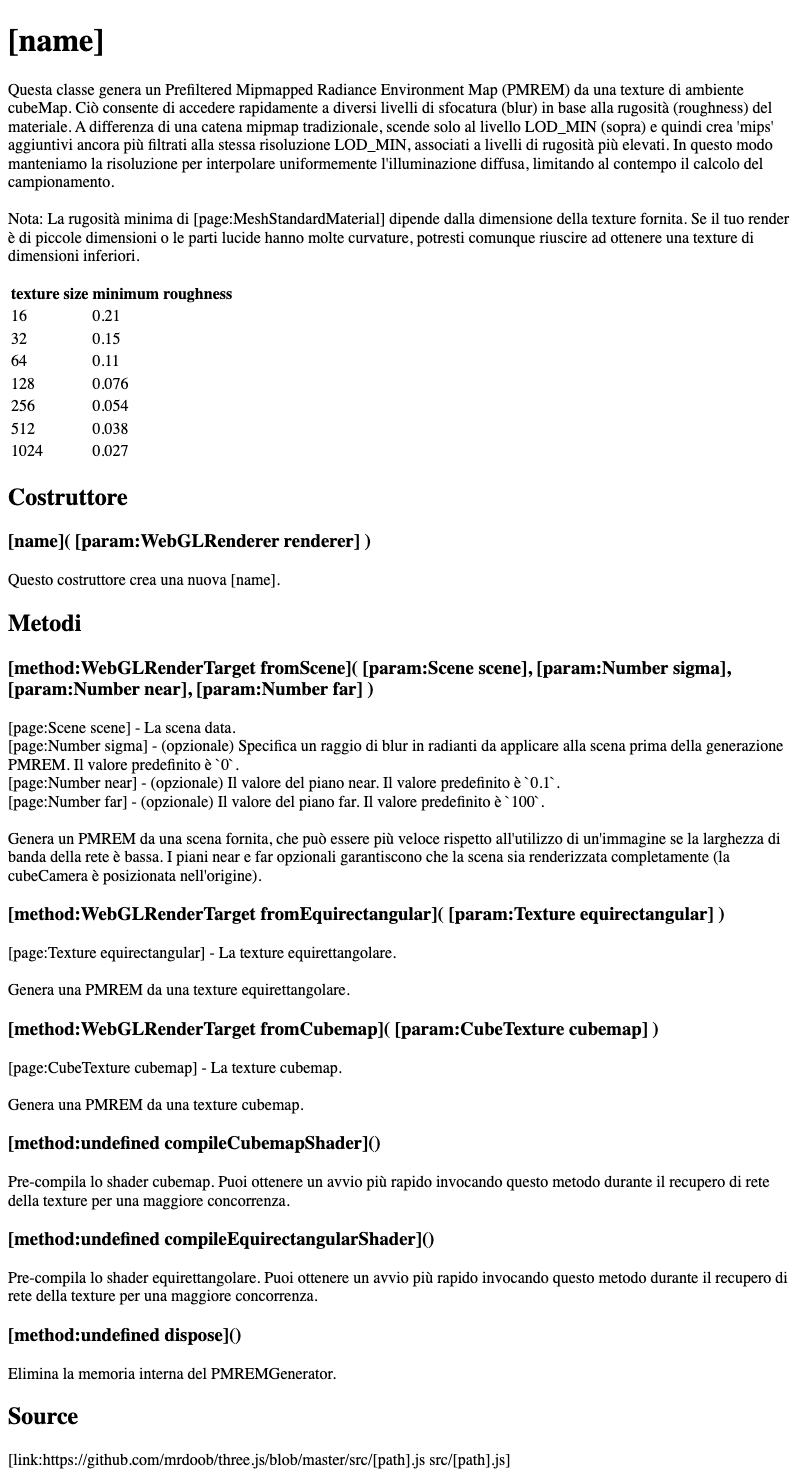 [name]
Questa classe genera un Prefiltered Mipmapped Radiance Environment Map (PMREM) da una texture di ambiente
cubeMap. Ciò consente di accedere rapidamente a diversi livelli di sfocatura (blur) in base alla rugosità (roughness) del
materiale. A differenza di una catena mipmap tradizionale, scende solo al livello LOD_MIN (sopra) e quindi crea 'mips'
aggiuntivi ancora più filtrati alla stessa risoluzione LOD_MIN, associati a livelli di rugosità più elevati. In questo modo
manteniamo la risoluzione per interpolare uniformemente l'illuminazione diffusa, limitando al contempo il calcolo del
campionamento.
Nota: La rugosità minima di [page:MeshStandardMaterial] dipende dalla dimensione della texture fornita. Se il tuo render
è di piccole dimensioni o le parti lucide hanno molte curvature, potresti comunque riuscire ad ottenere una texture di
dimensioni inferiori.
texture size minimum roughness
16 0.21
32 0.15
64 0.11
128 0.076
256 0.054
512 0.038
1024 0.027
Costruttore
[name]( [param:WebGLRenderer renderer] )
Questo costruttore crea una nuova [name].
Metodi
[method:WebGLRenderTarget fromScene]( [param:Scene scene], [param:Number sigma],
[param:Number near], [param:Number far] )
[page:Scene scene] - La scena data.
[page:Number sigma] - (opzionale) Specifica un raggio di blur in radianti da applicare alla scena prima della generazione
PMREM. Il valore predefinito è `0`.
[page:Number near] - (opzionale) Il valore del piano near. Il valore predefinito è `0.1`.
[page:Number far] - (opzionale) Il valore del piano far. Il valore predefinito è `100`.
Genera un PMREM da una scena fornita, che può essere più veloce rispetto all'utilizzo di un'immagine se la larghezza di
banda della rete è bassa. I piani near e far opzionali garantiscono che la scena sia renderizzata completamente (la
cubeCamera è posizionata nell'origine).
[method:WebGLRenderTarget fromEquirectangular]( [param:Texture equirectangular] )
[page:Texture equirectangular] - La texture equirettangolare.
Genera una PMREM da una texture equirettangolare.
[method:WebGLRenderTarget fromCubemap]( [param:CubeTexture cubemap] )
[page:CubeTexture cubemap] - La texture cubemap.
Genera una PMREM da una texture cubemap.
[method:undefined compileCubemapShader]()
Pre-compila lo shader cubemap. Puoi ottenere un avvio più rapido invocando questo metodo durante il recupero di rete
della texture per una maggiore concorrenza.
[method:undefined compileEquirectangularShader]()
Pre-compila lo shader equirettangolare. Puoi ottenere un avvio più rapido invocando questo metodo durante il recupero di
rete della texture per una maggiore concorrenza.
[method:undefined dispose]()
Elimina la memoria interna del PMREMGenerator.
Source
[link:https://github.com/mrdoob/three.js/blob/master/src/[path].js src/[path].js]